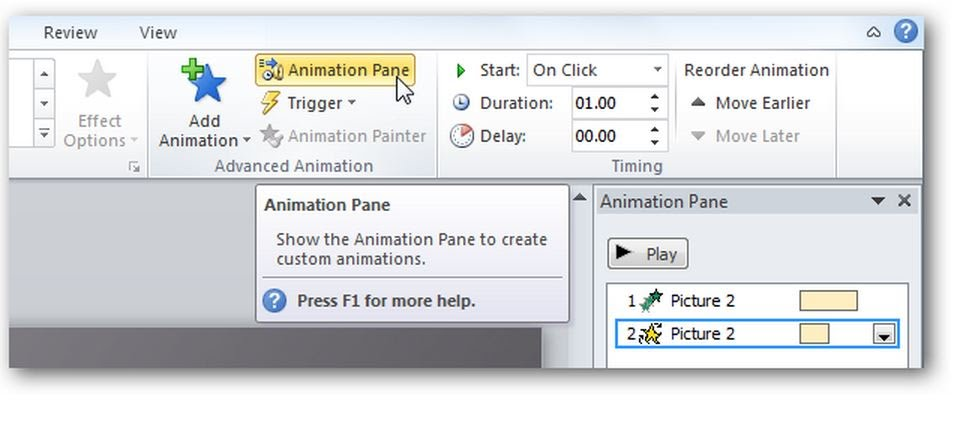 Review View
Animation Pane Start: On Click Reorder Animation
Trigger Duration: 01.00 Move Earlier
Effect Options Add Animation Animation Painter Delay: 00.00 Move Later
Advanced Animation Timing
Animation Pane
Show the Animation Pane to create
custom animations.
? Press F1 for more help.
Animation Pane
Play
1 Picture 2
2 Picture 2